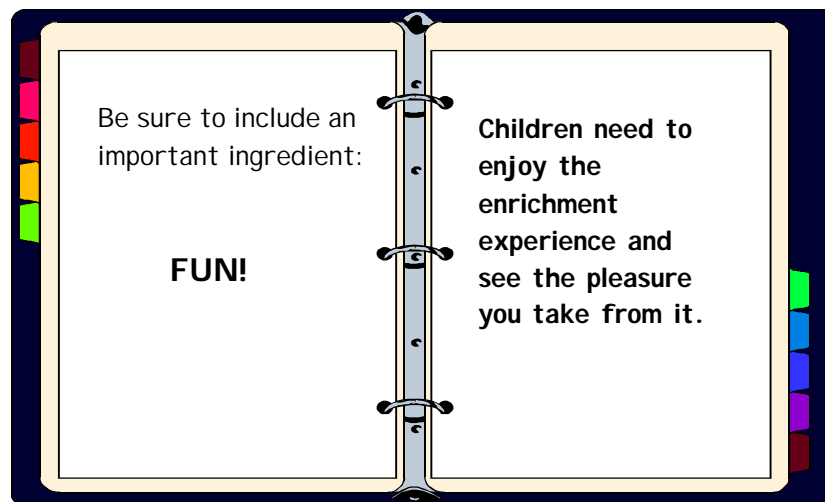 Be sure to include an
important ingredient:
FUN!
Children need to
enjoy the
enrichment
experience and
see the pleasure
you take from it.